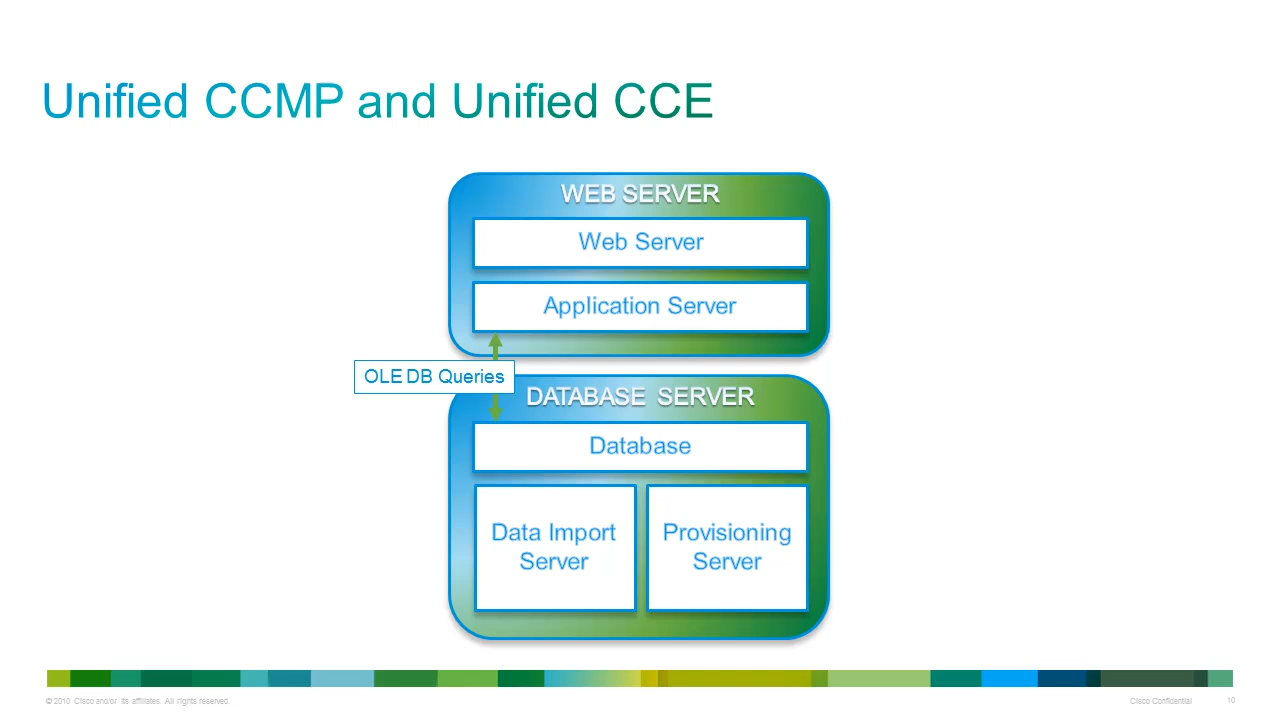 Unified CCMP and Unified CCE
WEB SERVER
Web Server
Application Server
OLE DB Queries
DATABASE SERVER
Database
Data Import
Server
Provisioning
Server
© 2010 Cisco and/or its affiliates. All rights reserved.
Cisco Confidential
10